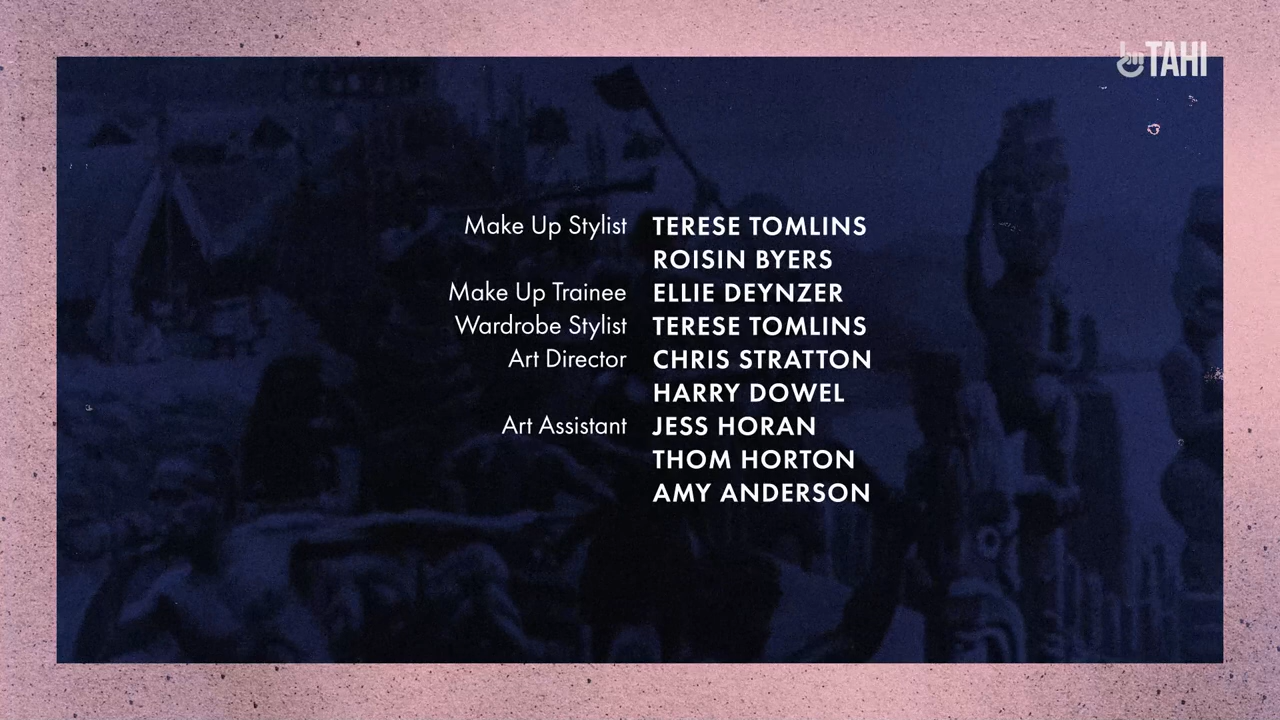 TAHI
Make Up Stylist TERESE TOMLINS
ROISIN BYERS
Make Up Trainee ELLIE DEYNZER
Wardrobe Stylist TERESE TOMLINS
Art Director CHRIS STRATTON
HARRY DOWEL
Art Assistant JESS HORAN
THOM HORTON
AMY ANDERSON